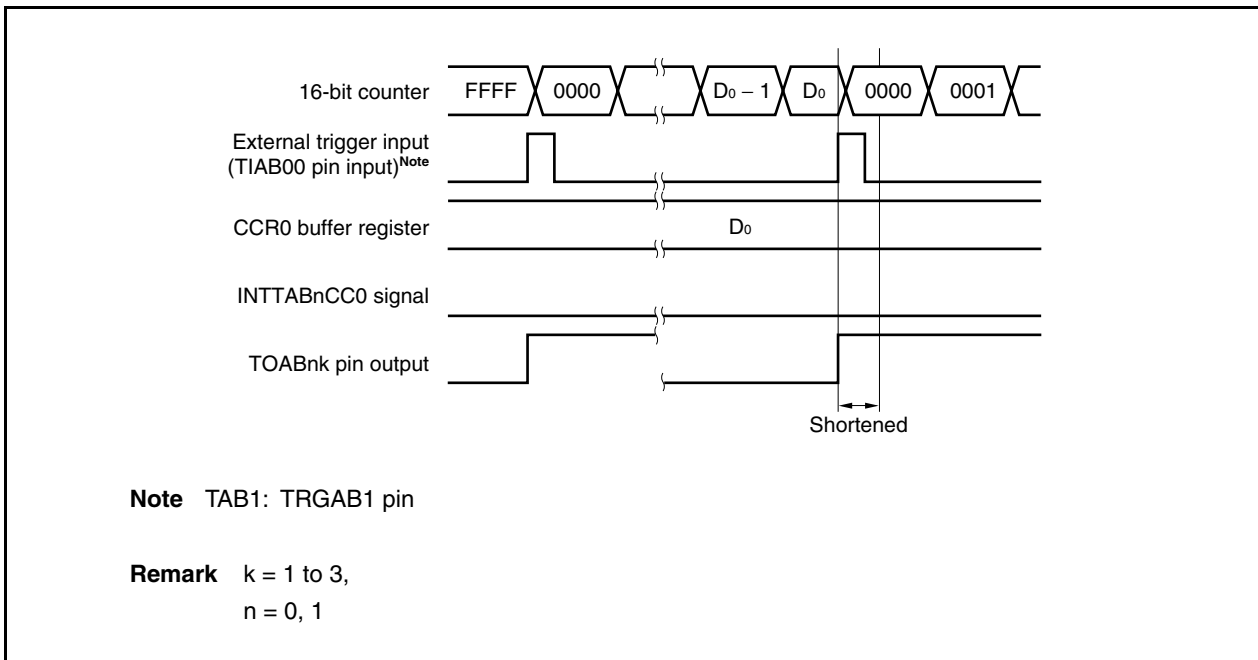 16-bit counter FFFF 0000 D0 – 1 D0 0000 0001
External trigger input
(TIAB00 pin input)Note
CCR0 buffer register D0
INTTABnCC0 signal
TOABnk pin output
Shortened
Note TAB1: TRGAB1 pin
Remark k = 1 to 3,
n = 0, 1